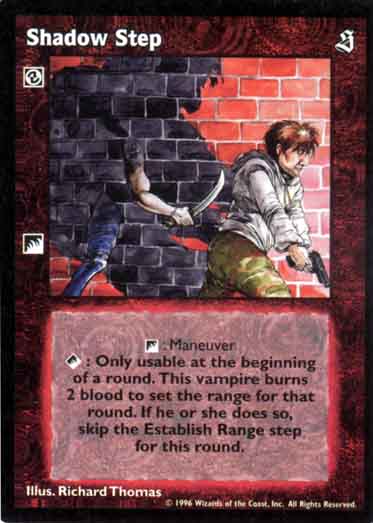 Shadow Step
: Maneuver
: Only usable at the beginning
of a round. This vampire burns
2 blood to set the range for that
round. If he or she does so,
skip the Establish Range step
for this round.
Illus. Richard Thomas
© 1996 Wizards of the Coast, Inc. All Rights Reserved.